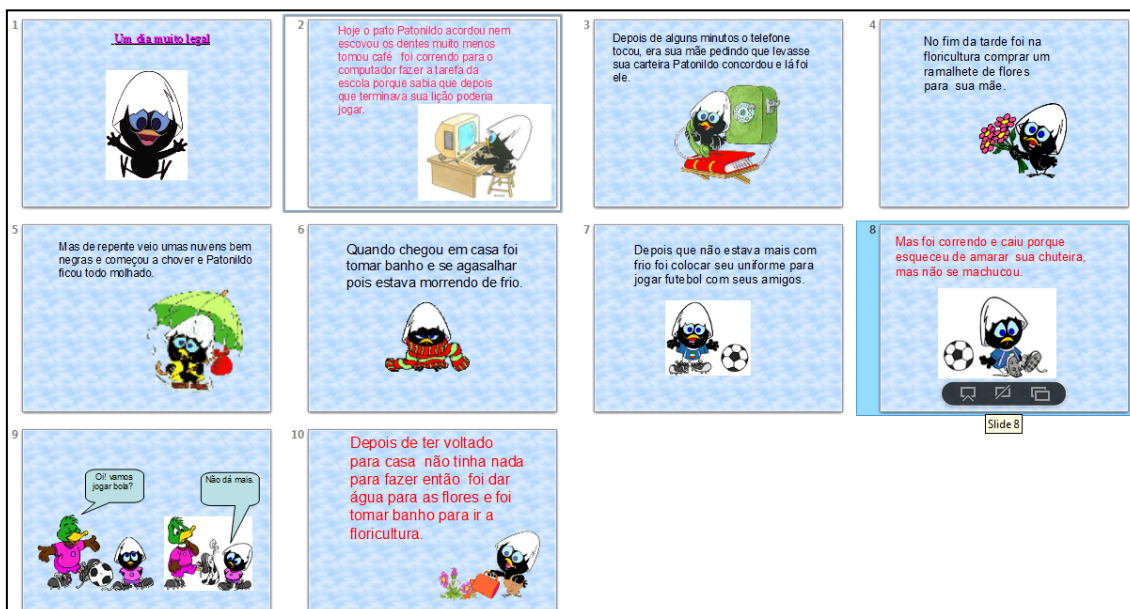 1
Um dia muito legal
2
Hoje o pato Patonildo acordou nem
escovou os dentes muito menos
tomou café foi correndo para o
computador fazer a tarefa da
escola porque sabia que depois
que terminava sua lição poderia
jogar.
3
Depois de alguns minutos o telefone
tocou, era sua mãe pedindo que levasse
sua carteira Patonildo concordou e lá foi
ele.
4
No fim da tarde foi na
floricultura comprar um
ramalhete de flores
para sua mãe.
5
Mas de repente veio umas nuvens bem
negras e começou a chover e Patonildo
ficou todo molhado.
6
Quando chegou em casa foi
tomar banho e se agasalhar
pois estava morrendo de frio.
7
Depois que não estava mais com
frio foi colocar seu uniforme para
jogar futebol com seus amigos.
8
Mas foi correndo e caiu porque
esqueceu de amarar sua chuteira,
mas não se machucou.
Slide 8
9
Oi! vamos
jogar bola?
Não dá mais.
10
Depois de ter voltado
para casa não tinha nada
para fazer então foi dar
água para as flores e foi
tomar banho para ir a
floricultura.